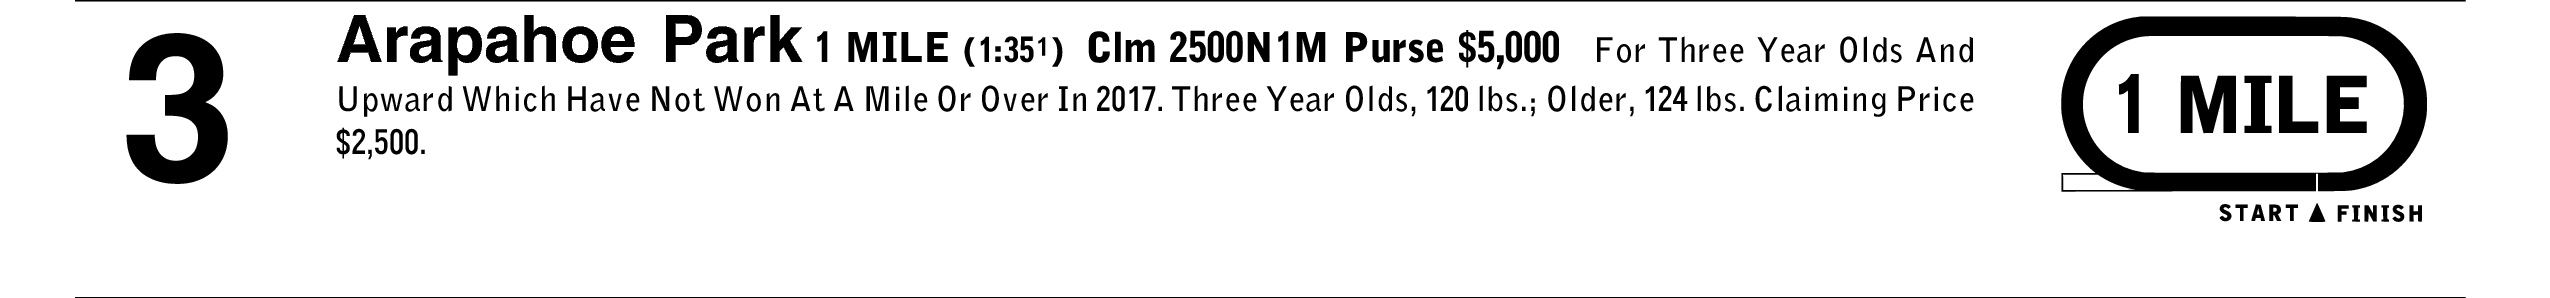 3
Arapahoe Park 1 MILE (1:35¹) Clm 2500N1M Purse $5,000 For Three Year Olds And
Upward Which Have Not Won At A Mile Or Over In 2017. Three Year Olds, 120 lbs.; Older, 124 lbs. Claiming Price
$2,500.
1 MILE
START ▲ FINISH